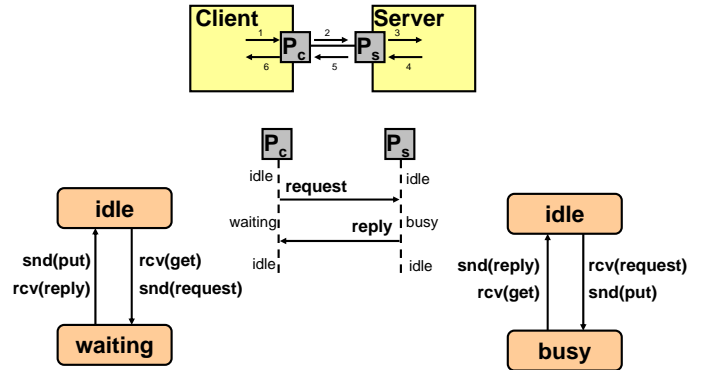 Client
Server
1
2
3
Pc
Ps
6
5
4
Pc
Ps
idle
idle
request
waiting
busy
reply
idle
idle
idle
snd(put)
rcv(get)
rcv(reply)
snd(request)
waiting
idle
snd(reply)
rcv(request)
rcv(get)
snd(put)
busy